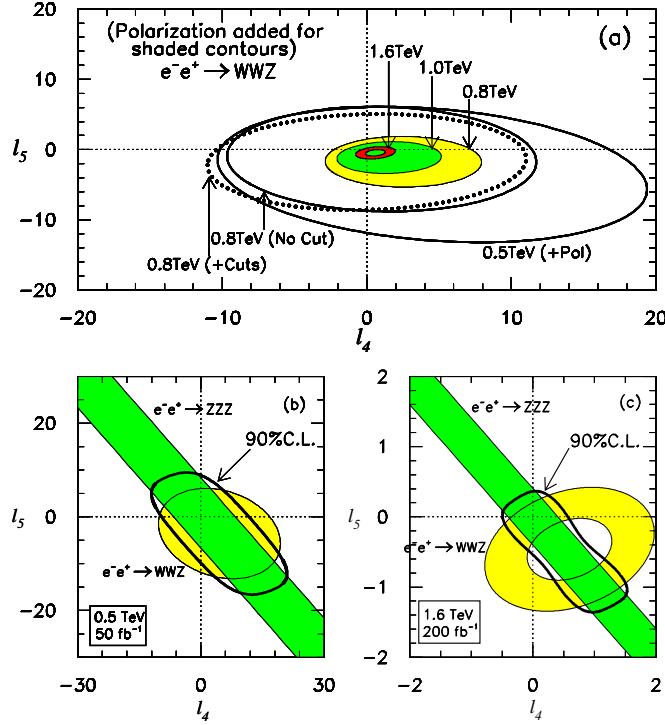 (Polarization added for
shaded contours)
e⁻e⁺ → WWZ
(a)
1.6TeV
1.0TeV
0.8TeV
0.8TeV (No Cut)
0.8TeV (+Cuts)
0.5TeV (+Pol)
20
10
0
−10
−20
l₅
−20
−10
0
10
20
l₄
(b)
e⁻e⁺ → ZZZ
90%C.L.
e⁻e⁺ → WWZ
0.5 TeV
50 fb⁻¹
20
0
−20
l₅
−30
0
30
l₄
(c)
e⁻e⁺ → ZZZ
90%C.L.
e⁻e⁺ → WWZ
1.6 TeV
200 fb⁻¹
2
1
0
−1
−2
l₅
−2
0
2
l₄